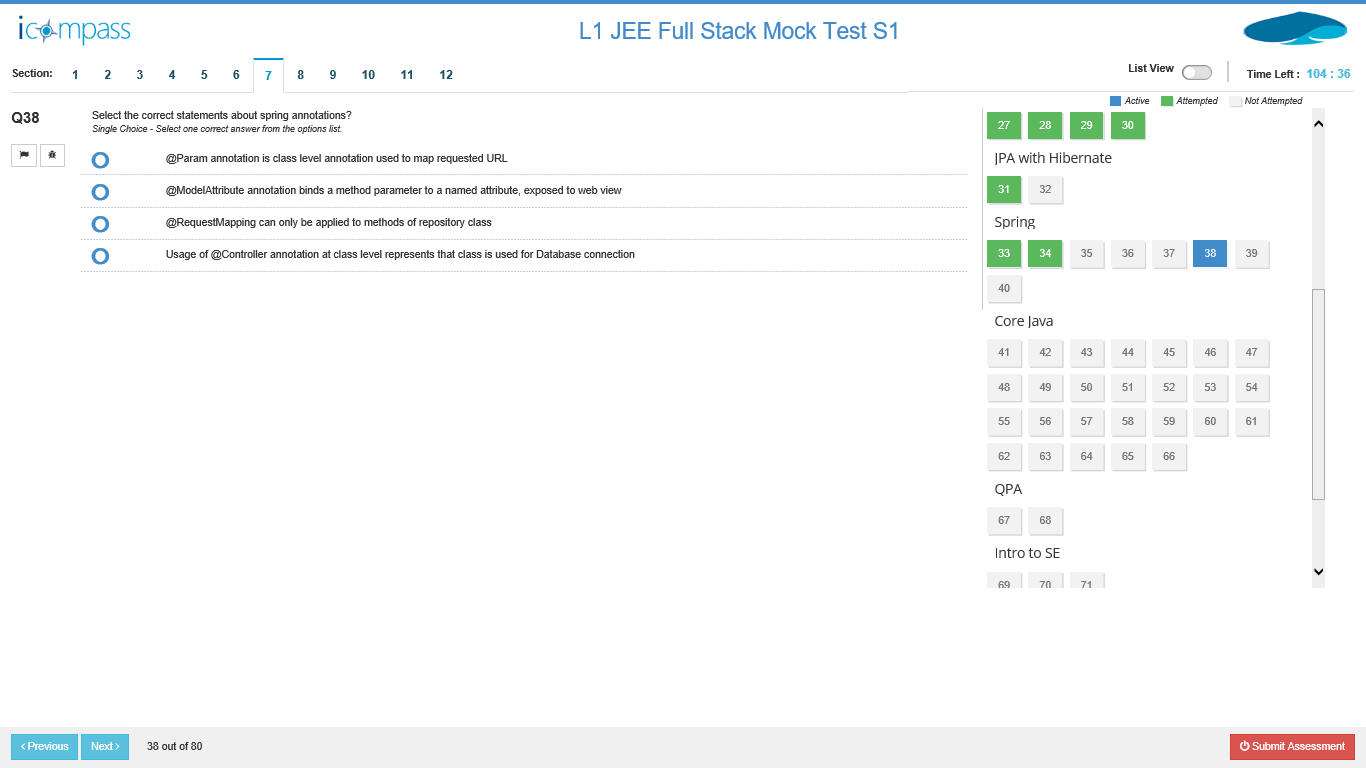 icompass
L1 JEE Full Stack Mock Test S1
Section: 1 2 3 4 5 6 7 8 9 10 11 12
List View
Time Left : 104 : 36
Active Attempted Not Attempted
Q38
Select the correct statements about spring annotations?
Single Choice - Select one correct answer from the options list.
@Param annotation is class level annotation used to map requested URL
@ModelAttribute annotation binds a method parameter to a named attribute, exposed to web view
@RequestMapping can only be applied to methods of repository class
Usage of @Controller annotation at class level represents that class is used for Database connection
27 28 29 30
JPA with Hibernate
31 32
Spring
33 34 35 36 37 38 39
40
Core Java
41 42 43 44 45 46 47
48 49 50 51 52 53 54
55 56 57 58 59 60 61
62 63 64 65 66
QPA
67 68
Intro to SE
69 70 71
Previous Next 38 out of 80
Submit Assessment